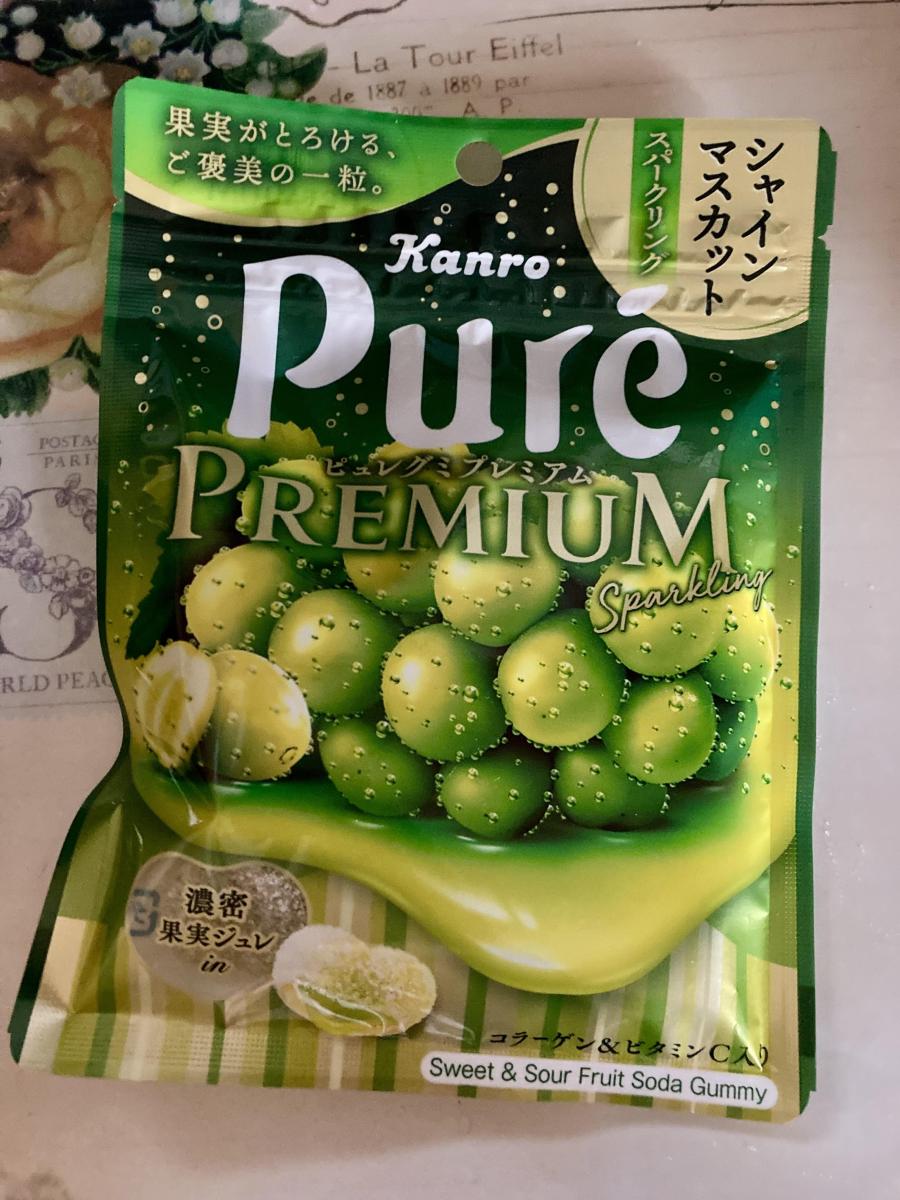 La Tour Eiffel
de 1887 à 1889 par
A. P.
果実がとろける、
ご褒美の一粒。
シャイン
マスカット
スパークリング
Kanro
Puré
ピュレグミ プレミアム
PREMIUM
Sparkling
POSTAG
PARI
RLD PEAC
濃密
果実ジュレ
in
コラーゲン&ビタミンC入り
Sweet & Sour Fruit Soda Gummy